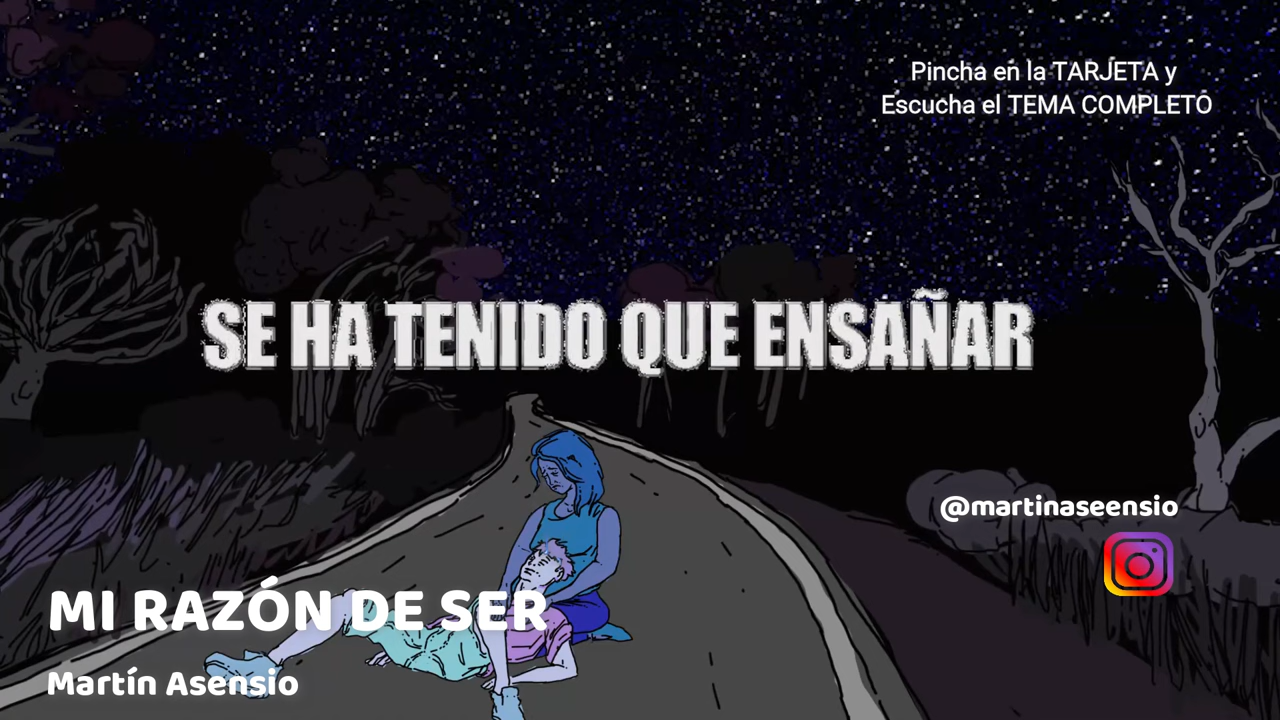 Pincha en la TARJETA y
Escucha el TEMA COMPLETO
SE HA TENIDO QUE ENSAÑAR
@martinaseensio
MI RAZÓN DE SER
Martín Asensio